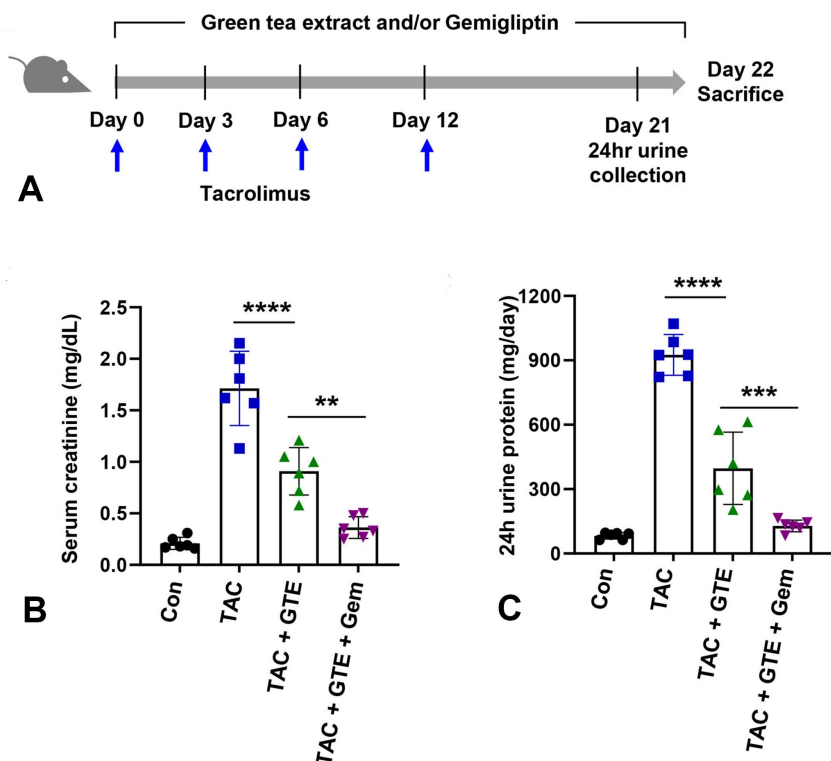 Green tea extract and/or Gemigliptin
Day 22
Sacrifice
Day 0 Day 3 Day 6 Day 12 Day 21
24hr urine
collection
Tacrolimus
A
Serum creatinine (mg/dL)
2.5
2.0
1.5
1.0
0.5
0.0
****
**
Con
TAC
TAC + GTE
TAC + GTE + Gem
B
24h urine protein (mg/day)
1200
900
600
300
0
****
***
Con
TAC
TAC + GTE
TAC + GTE + Gem
C